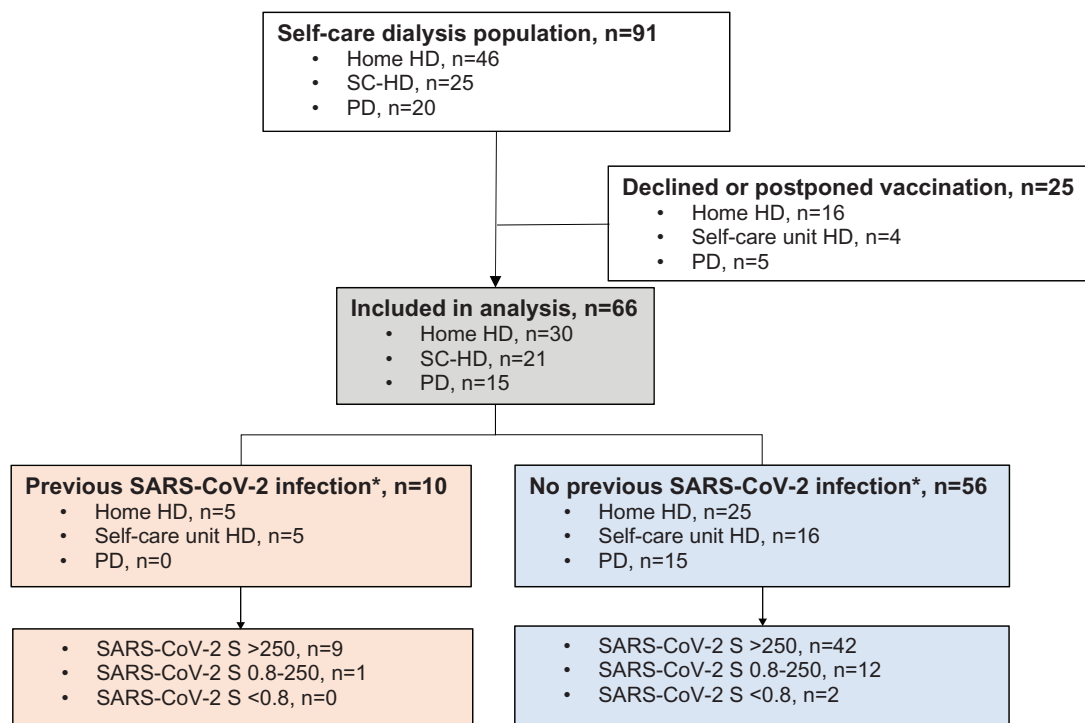 Self-care dialysis population, n=91
• Home HD, n=46
• SC-HD, n=25
• PD, n=20
Declined or postponed vaccination, n=25
• Home HD, n=16
• Self-care unit HD, n=4
• PD, n=5
Included in analysis, n=66
• Home HD, n=30
• SC-HD, n=21
• PD, n=15
Previous SARS-CoV-2 infection*, n=10
• Home HD, n=5
• Self-care unit HD, n=5
• PD, n=0
No previous SARS-CoV-2 infection*, n=56
• Home HD, n=25
• Self-care unit HD, n=16
• PD, n=15
• SARS-CoV-2 S >250, n=9
• SARS-CoV-2 S 0.8-250, n=1
• SARS-CoV-2 S <0.8, n=0
• SARS-CoV-2 S >250, n=42
• SARS-CoV-2 S 0.8-250, n=12
• SARS-CoV-2 S <0.8, n=2